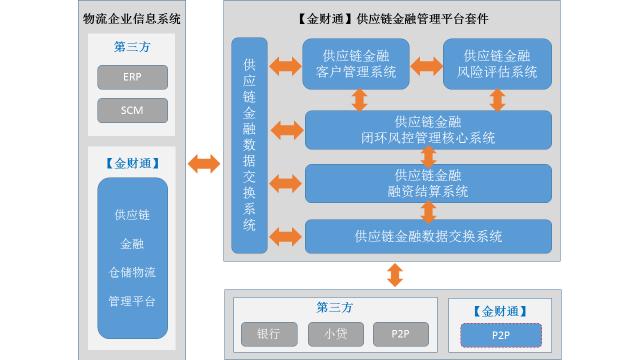 物流企业信息系统
第三方
ERP
SCM
【金财通】
供应链
金融
仓储物流
管理平台
【金财通】供应链金融管理平台套件
供应链金融数据交换系统
供应链金融
客户管理系统
供应链金融
风险评估系统
供应链金融
闭环风控管理核心系统
供应链金融
融资结算系统
供应链金融数据交换系统
第三方
银行
小贷
P2P
【金财通】
P2P